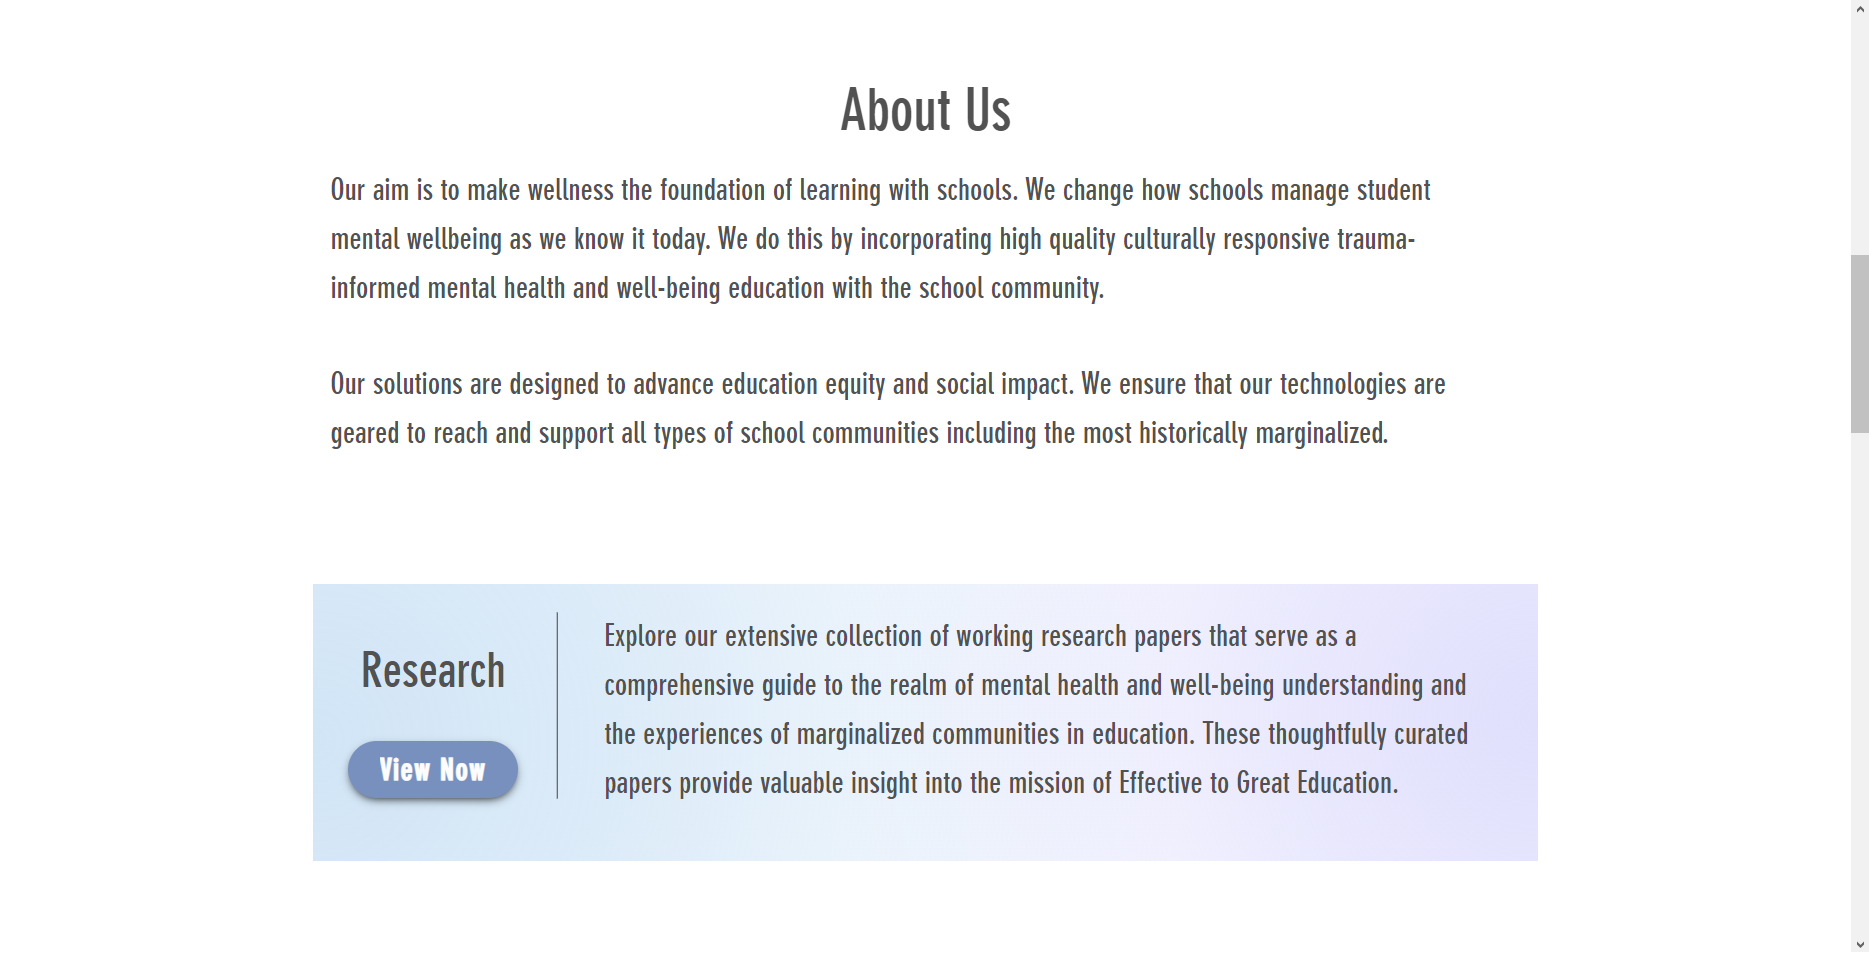 About Us
Our aim is to make wellness the foundation of learning with schools. We change how schools manage student
mental wellbeing as we know it today. We do this by incorporating high quality culturally responsive trauma-
informed mental health and well-being education with the school community.
Our solutions are designed to advance education equity and social impact. We ensure that our technologies are
geared to reach and support all types of school communities including the most historically marginalized.
Research
View Now
Explore our extensive collection of working research papers that serve as a
comprehensive guide to the realm of mental health and well-being understanding and
the experiences of marginalized communities in education. These thoughtfully curated
papers provide valuable insight into the mission of Effective to Great Education.